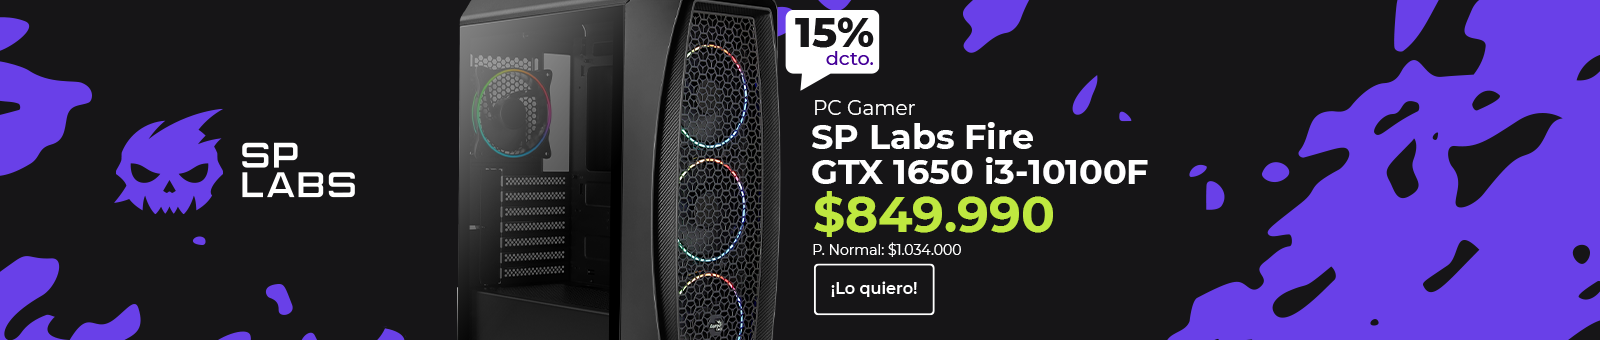 SP
LABS
15%
dcto.
PC Gamer
SP Labs Fire
GTX 1650 i3-10100F
$849.990
P. Normal: $1.034.000
¡Lo quiero!